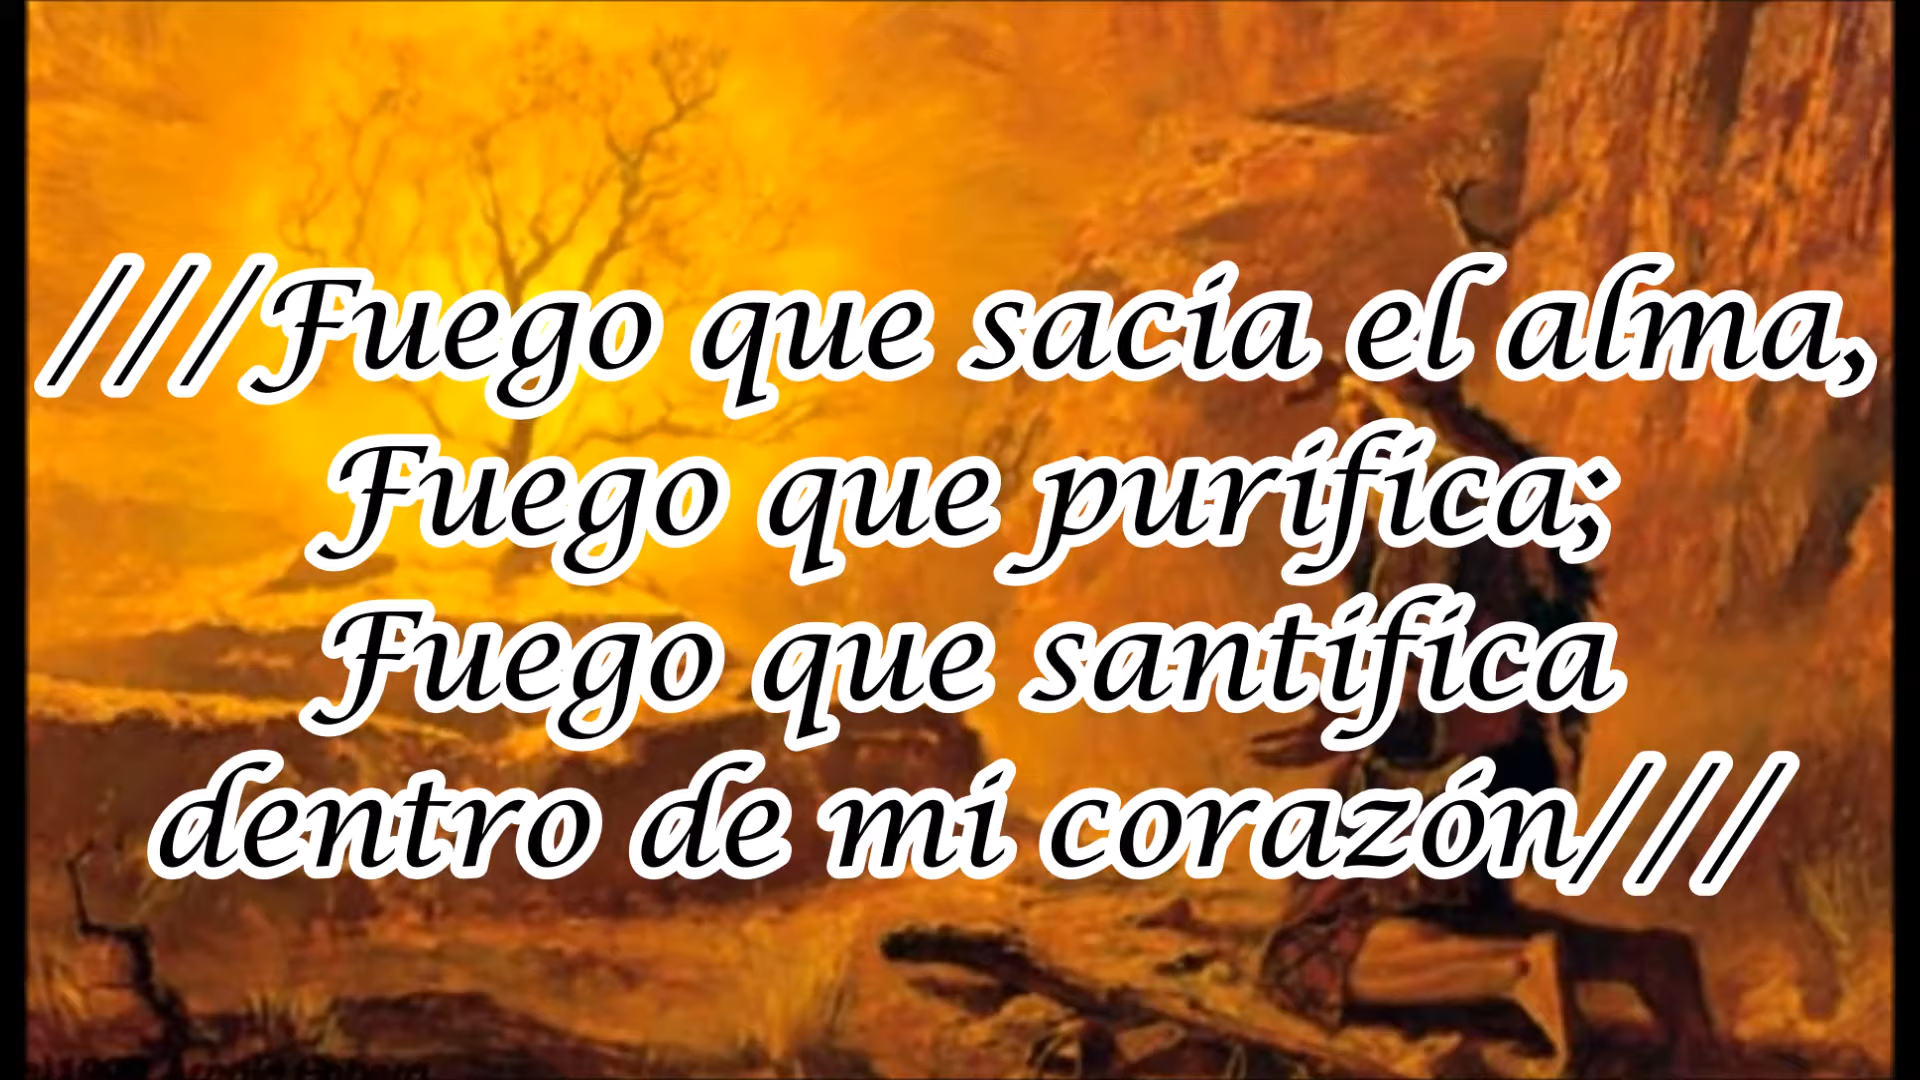 ///Fuego que sacia el alma,
Fuego que purifica;
Fuego que santifica
dentro de mi corazón///